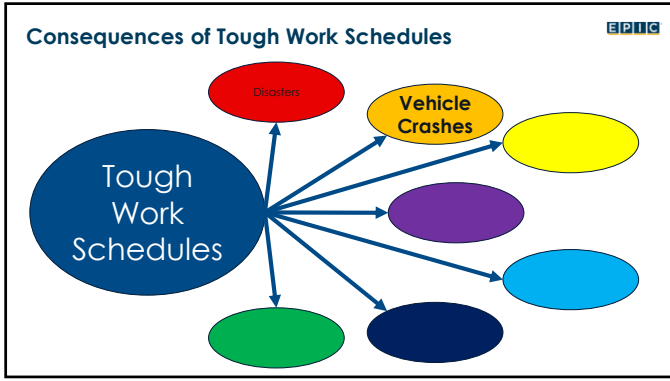 Consequences of Tough Work Schedules
EPIC
Disasters
Vehicle
Crashes
Tough
Work
Schedules